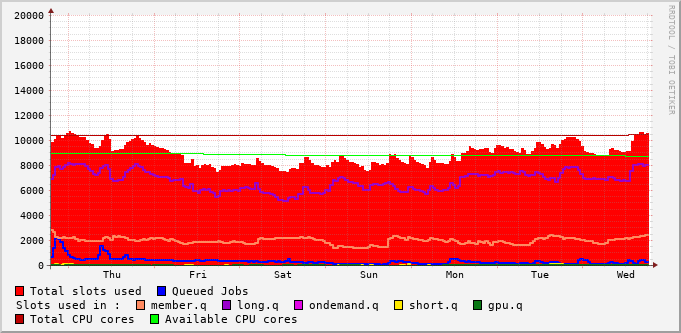 20000
18000
16000
14000
12000
10000
8000
6000
4000
2000
0
Thu Fri Sat Sun Mon Tue Wed
RRDTOOL / TOBI OETIKER
Total slots used Queued Jobs
Slots used in : member.q long.q ondemand.q short.q gpu.q
Total CPU cores Available CPU cores